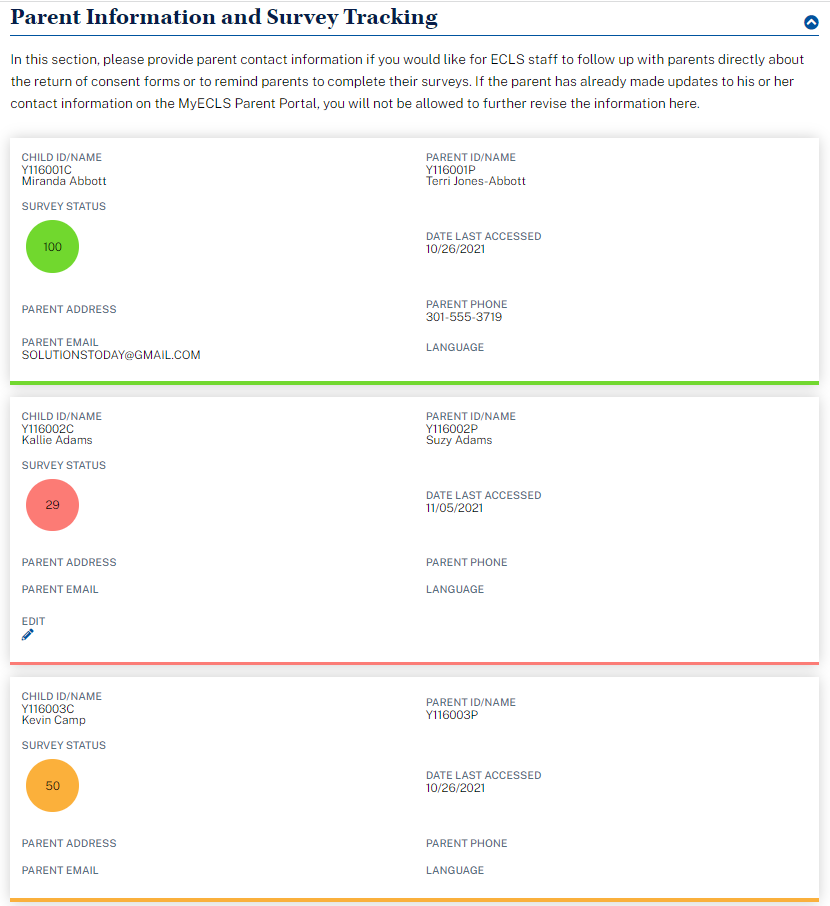 Parent Information and Survey Tracking
In this section, please provide parent contact information if you would like for ECLS staff to follow up with parents directly about
the return of consent forms or to remind parents to complete their surveys. If the parent has already made updates to his or her
contact information on the MyECLS Parent Portal, you will not be allowed to further revise the information here.
CHILD ID/NAME
Y116001C
Miranda Abbott
PARENT ID/NAME
Y116001P
Terri Jones-Abbott
SURVEY STATUS
100
DATE LAST ACCESSED
10/26/2021
PARENT ADDRESS
PARENT PHONE
301-555-3719
PARENT EMAIL
SOLUTIONSTODAY@GMAIL.COM
LANGUAGE
CHILD ID/NAME
Y116002C
Kallie Adams
PARENT ID/NAME
Y116002P
Suzy Adams
SURVEY STATUS
29
DATE LAST ACCESSED
11/05/2021
PARENT ADDRESS
PARENT PHONE
PARENT EMAIL
LANGUAGE
EDIT
CHILD ID/NAME
Y116003C
Kevin Camp
PARENT ID/NAME
Y116003P
SURVEY STATUS
50
DATE LAST ACCESSED
10/26/2021
PARENT ADDRESS
PARENT PHONE
PARENT EMAIL
LANGUAGE